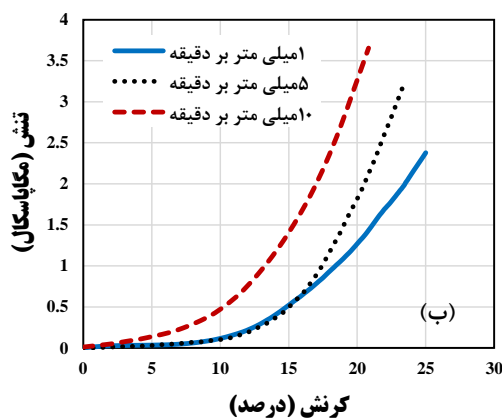 4
3.5
3
2.5
2
1.5
1
0.5
0
تنش (مگاپاسکال)
1میلی متر بر دقیقه
۵میلی متر بر دقیقه
۱۰میلی متر بر دقیقه
(ب)
0 5 10 15 20 25 30
کرنش (درصد)